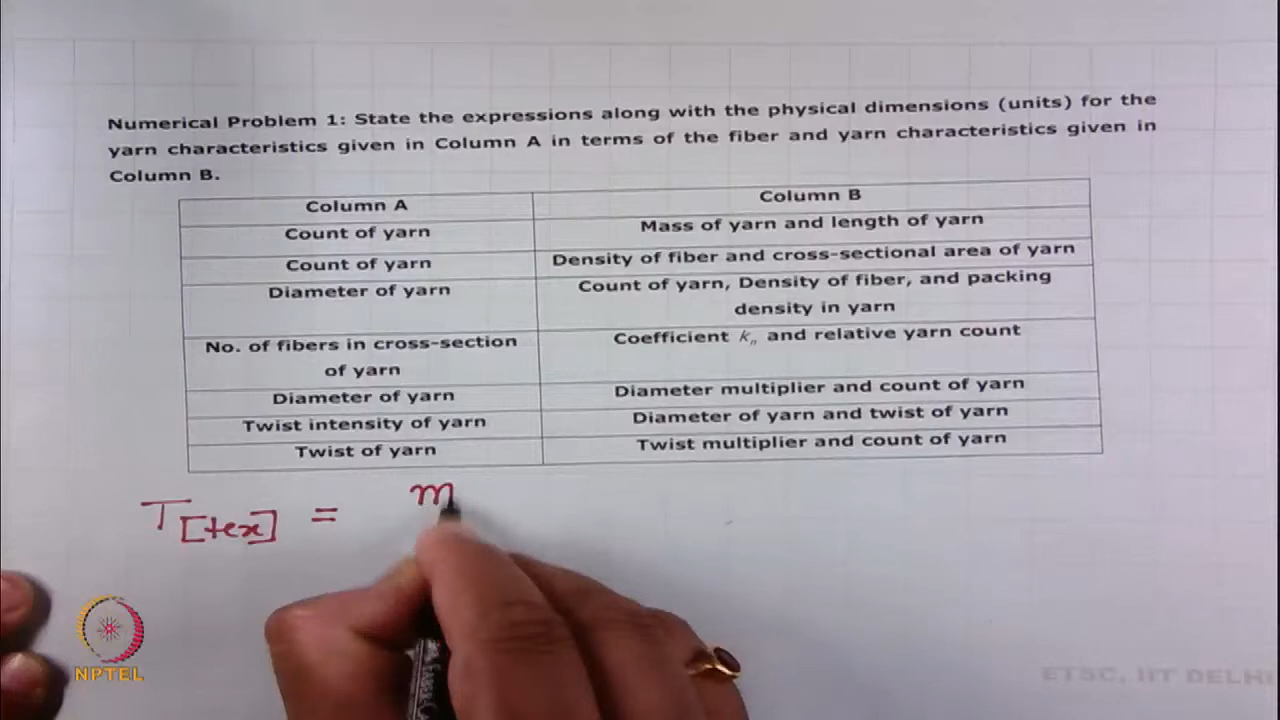 Numerical Problem 1: State the expressions along with the physical dimensions (units) for the
yarn characteristics given in Column A in terms of the fiber and yarn characteristics given in
Column B.
Column A Column B
Count of yarn Mass of yarn and length of yarn
Count of yarn Density of fiber and cross-sectional area of yarn
Diameter of yarn Count of yarn, Density of fiber, and packing
density in yarn
No. of fibers in cross-section Coefficient kn and relative yarn count
of yarn
Diameter of yarn Diameter multiplier and count of yarn
Twist intensity of yarn Diameter of yarn and twist of yarn
Twist of yarn Twist multiplier and count of yarn
T[tex] = m
NPTEL
ETSC, IIT DELHI